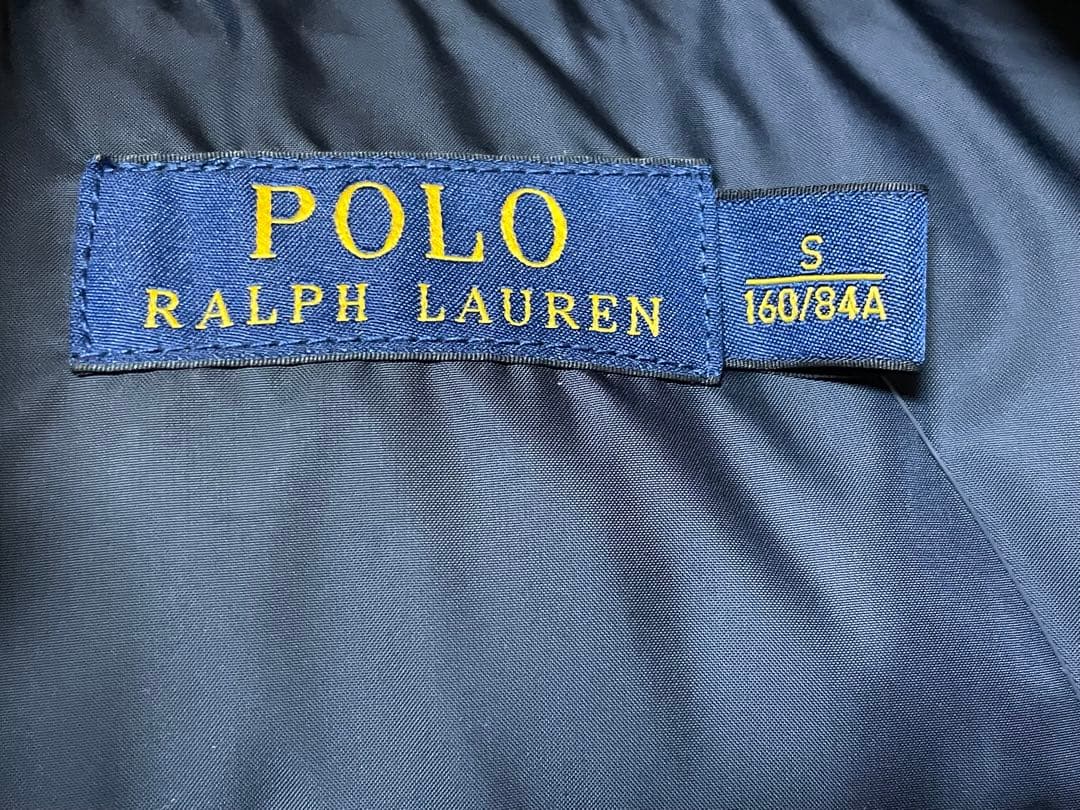 POLO
RALPH LAUREN
S
160/84A